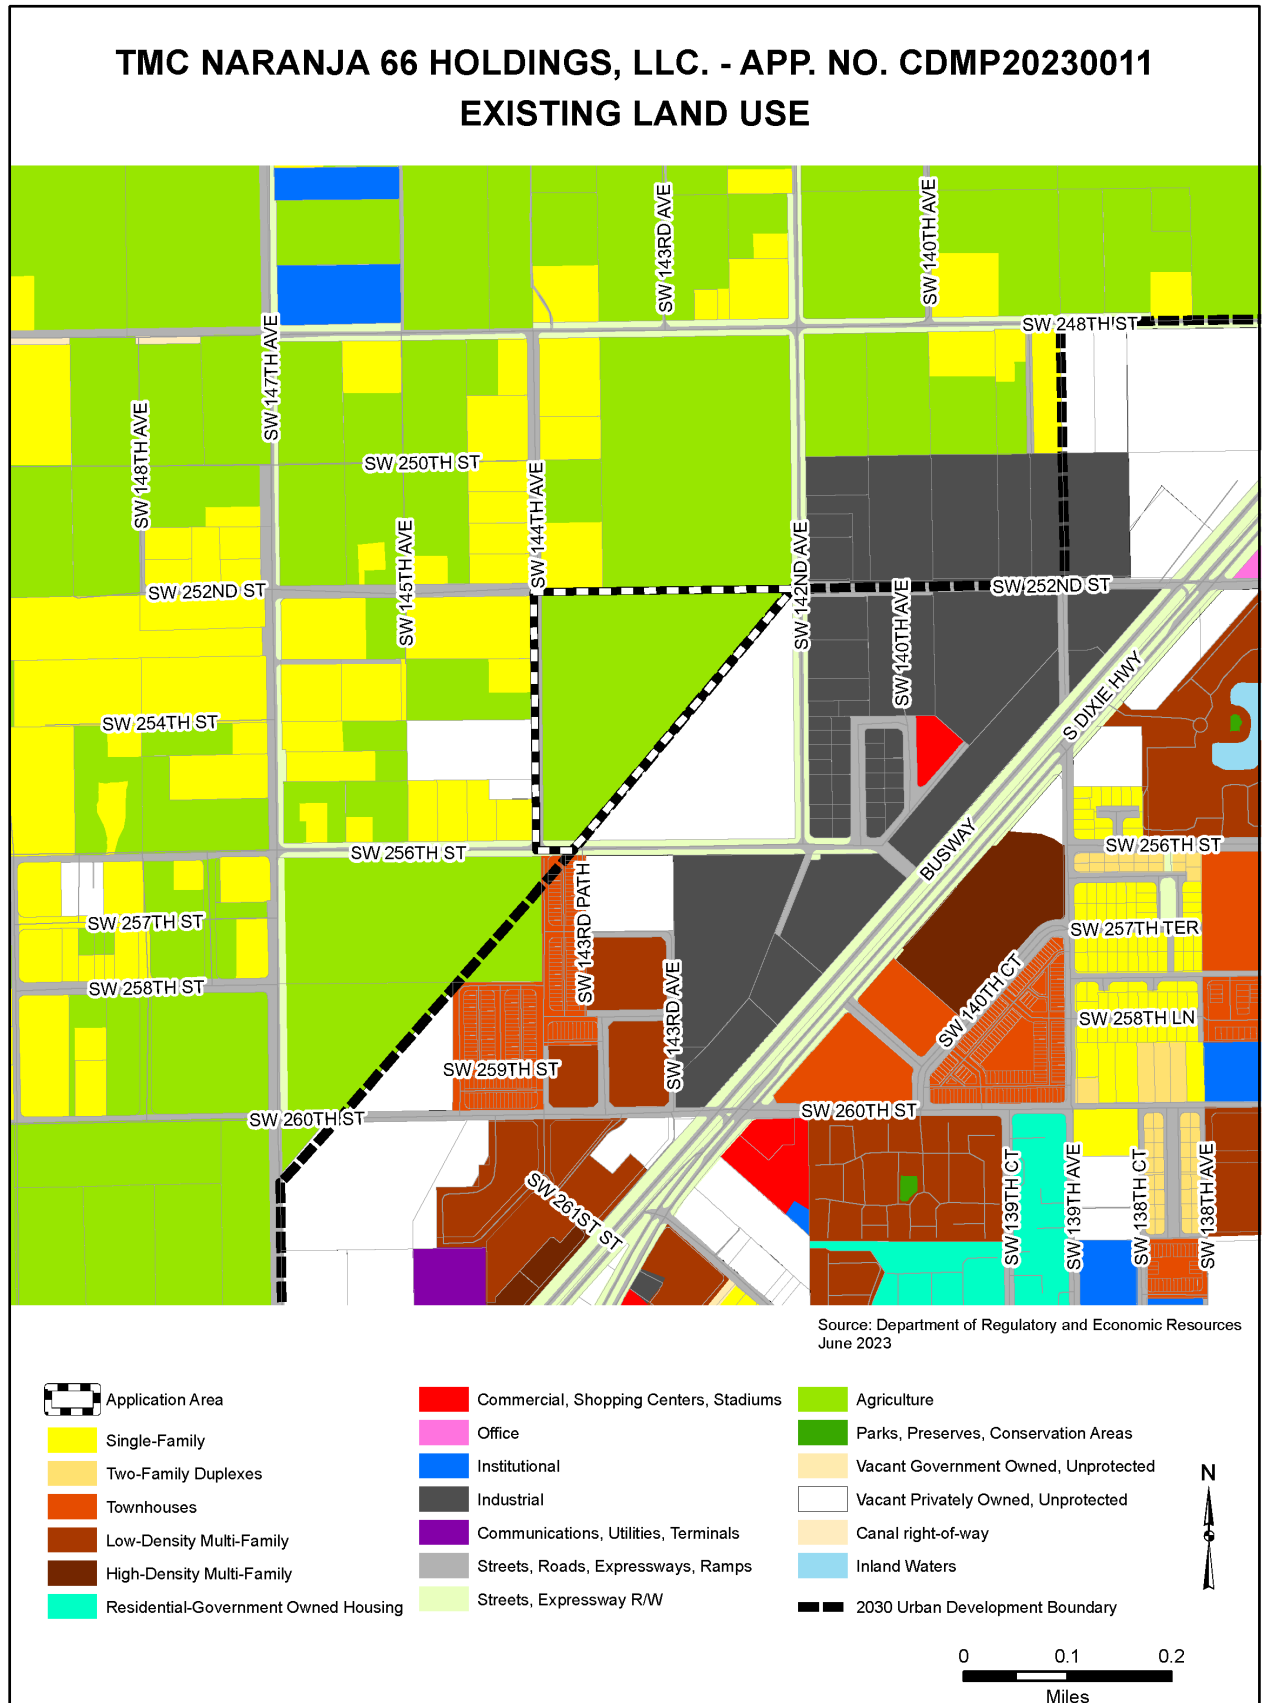 TMC NARANJA 66 HOLDINGS, LLC. - APP. NO. CDMP20230011
EXISTING LAND USE
SW 143RD AVE
SW 140TH AVE
SW 248TH ST
SW 147TH AVE
SW 148TH AVE
SW 250TH ST
SW 144TH AVE
SW 145TH AVE
SW 142ND AVE
SW 252ND ST
SW 252ND ST
SW 140TH AVE
S DIXIE HWY
SW 254TH ST
BUSWAY
SW 256TH ST
SW 256TH ST
SW 143RD PATH
SW 257TH ST
SW 257TH TER
SW 258TH ST
SW 143RD AVE
SW 140TH CT
SW 258TH LN
SW 259TH ST
SW 260TH ST
SW 260TH ST
SW 261ST ST
SW 139TH CT
SW 139TH AVE
SW 138TH CT
SW 138TH AVE
Source: Department of Regulatory and Economic Resources
June 2023
Application Area
Single-Family
Two-Family Duplexes
Townhouses
Low-Density Multi-Family
High-Density Multi-Family
Residential-Government Owned Housing
Commercial, Shopping Centers, Stadiums
Office
Institutional
Industrial
Communications, Utilities, Terminals
Streets, Roads, Expressways, Ramps
Streets, Expressway R/W
Agriculture
Parks, Preserves, Conservation Areas
Vacant Government Owned, Unprotected
Vacant Privately Owned, Unprotected
Canal right-of-way
Inland Waters
2030 Urban Development Boundary
N
0 0.1 0.2
Miles